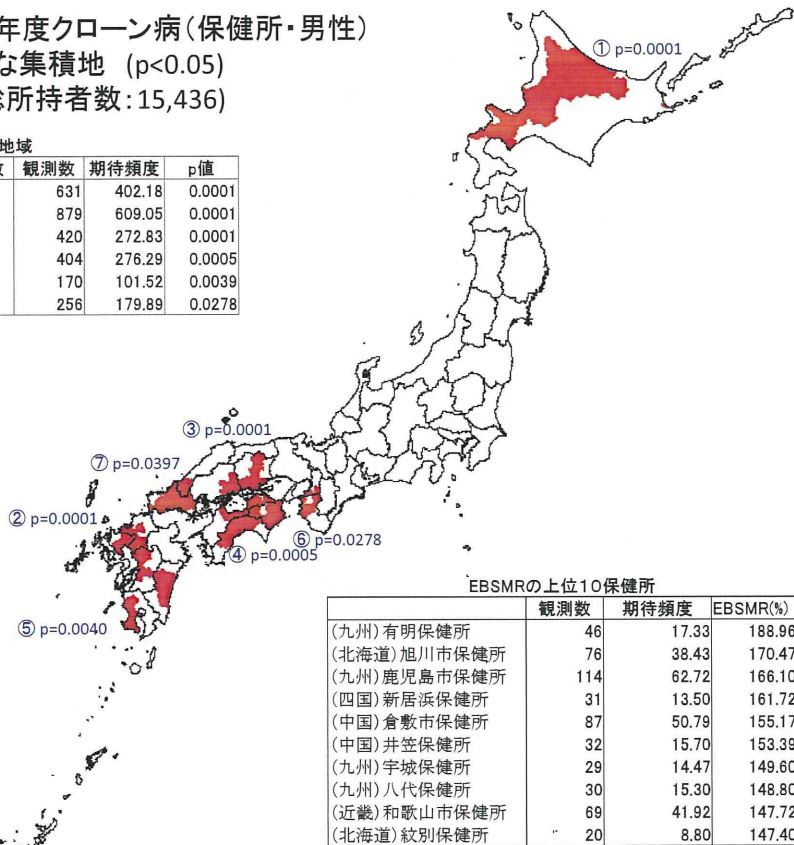 年度クローン病(保健所・男性)
な集積地 (p<0.05)
総所持者数:15,436)
地域
数 観測数 期待頻度 p値
631 402.18 0.0001
879 609.05 0.0001
420 272.83 0.0001
404 276.29 0.0005
170 101.52 0.0039
256 179.89 0.0278
① p=0.0001
③ p=0.0001
⑦ p=0.0397
② p=0.0001
⑥ p=0.0278
④ p=0.0005
⑤ p=0.0040
EBSMRの上位10保健所
観測数 期待頻度 EBSMR(%)
(九州)有明保健所 46 17.33 188.96
(北海道)旭川市保健所 76 38.43 170.47
(九州)鹿児島市保健所 114 62.72 166.10
(四国)新居浜保健所 31 13.50 161.72
(中国)倉敷市保健所 87 50.79 155.17
(中国)井笠保健所 32 15.70 153.39
(九州)宇城保健所 29 14.47 149.60
(九州)八代保健所 30 15.30 148.80
(近畿)和歌山市保健所 69 41.92 147.72
(北海道)紋別保健所 20 8.80 147.40